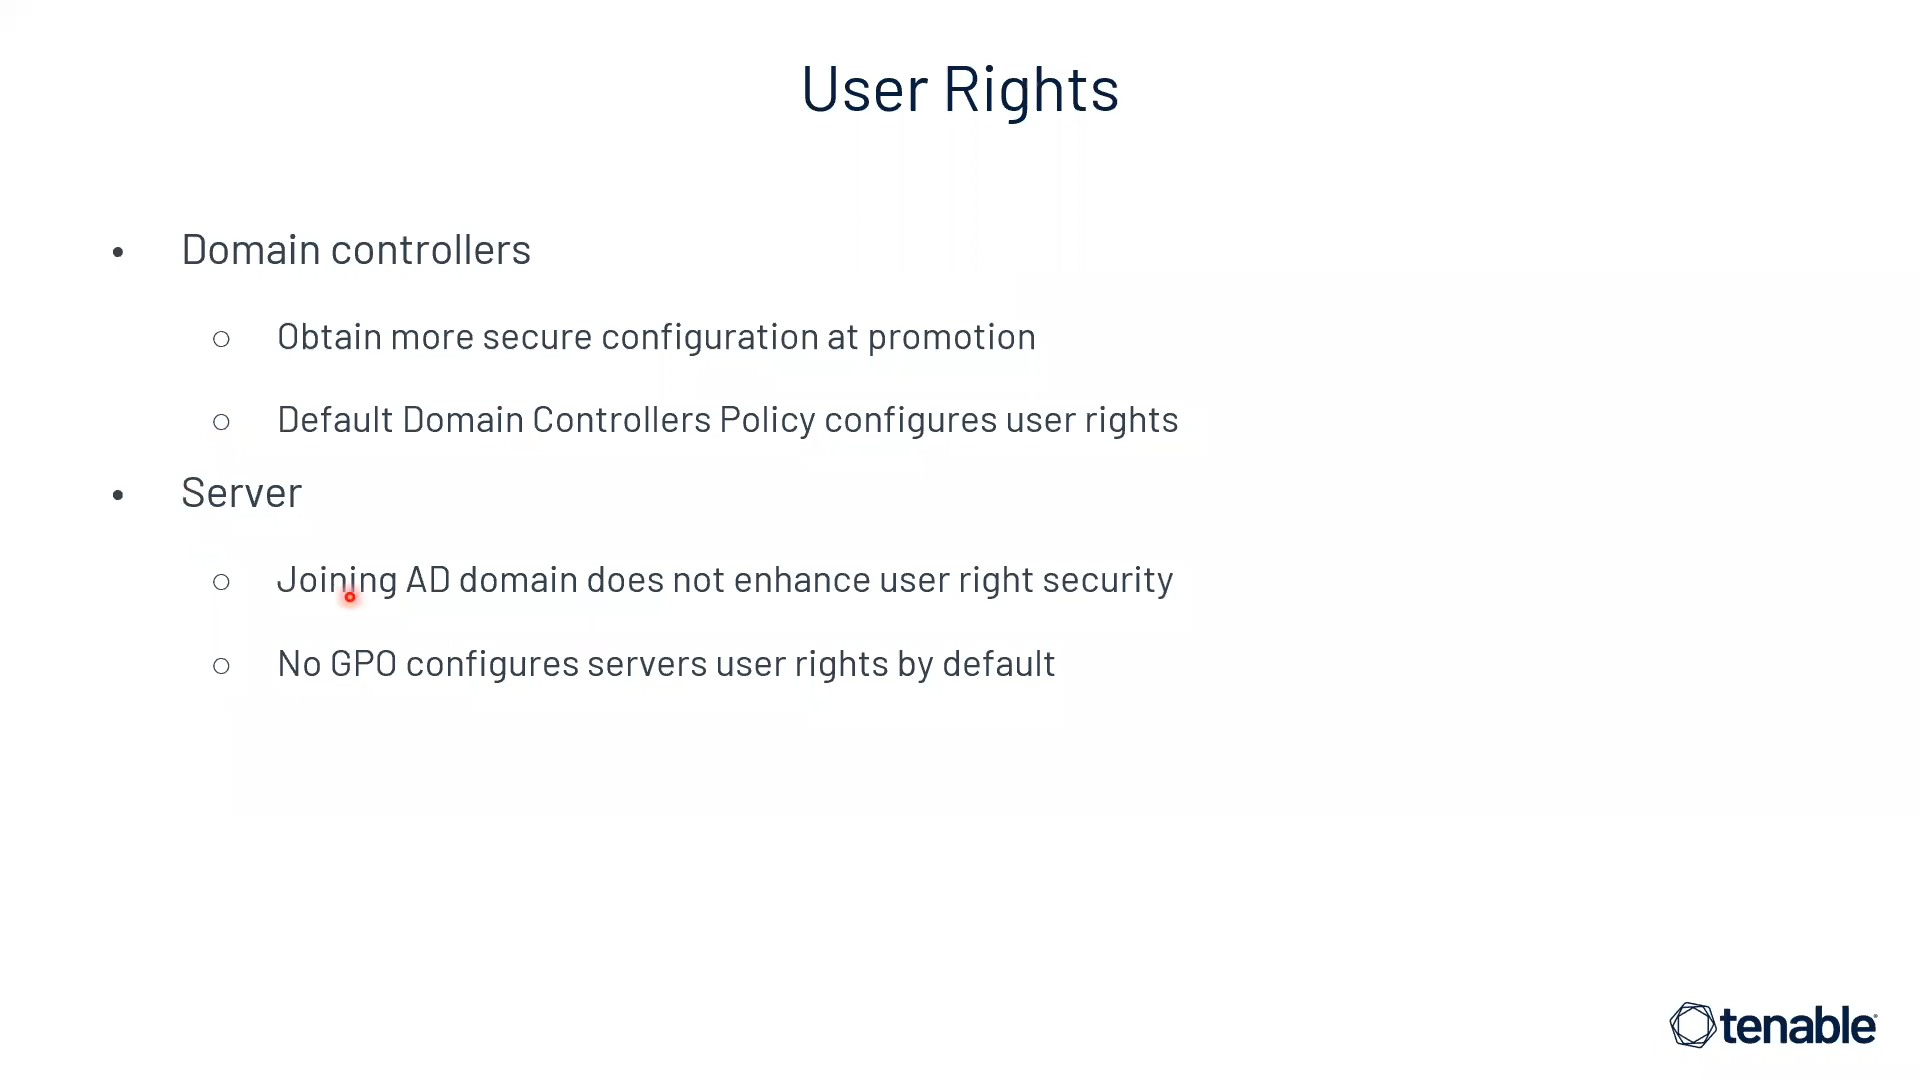 User Rights
• Domain controllers
○ Obtain more secure configuration at promotion
○ Default Domain Controllers Policy configures user rights
• Server
○ Joining AD domain does not enhance user right security
○ No GPO configures servers user rights by default
tenable